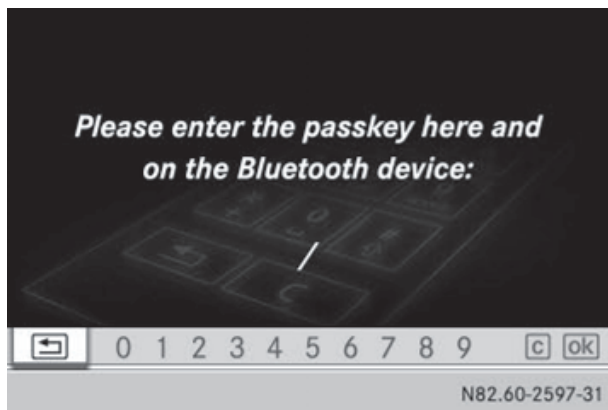 Please enter the passkey here and
on the Bluetooth device:
0 1 2 3 4 5 6 7 8 9 c ok
N82.60-2597-31